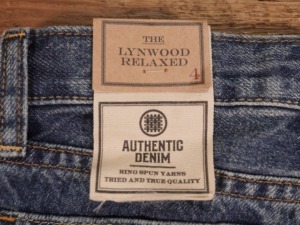 THE
LYNWOOD
RELAXED
4
AUTHENTIC
DENIM
RING SPUN YARNS
TRIED AND TRUE QUALITY